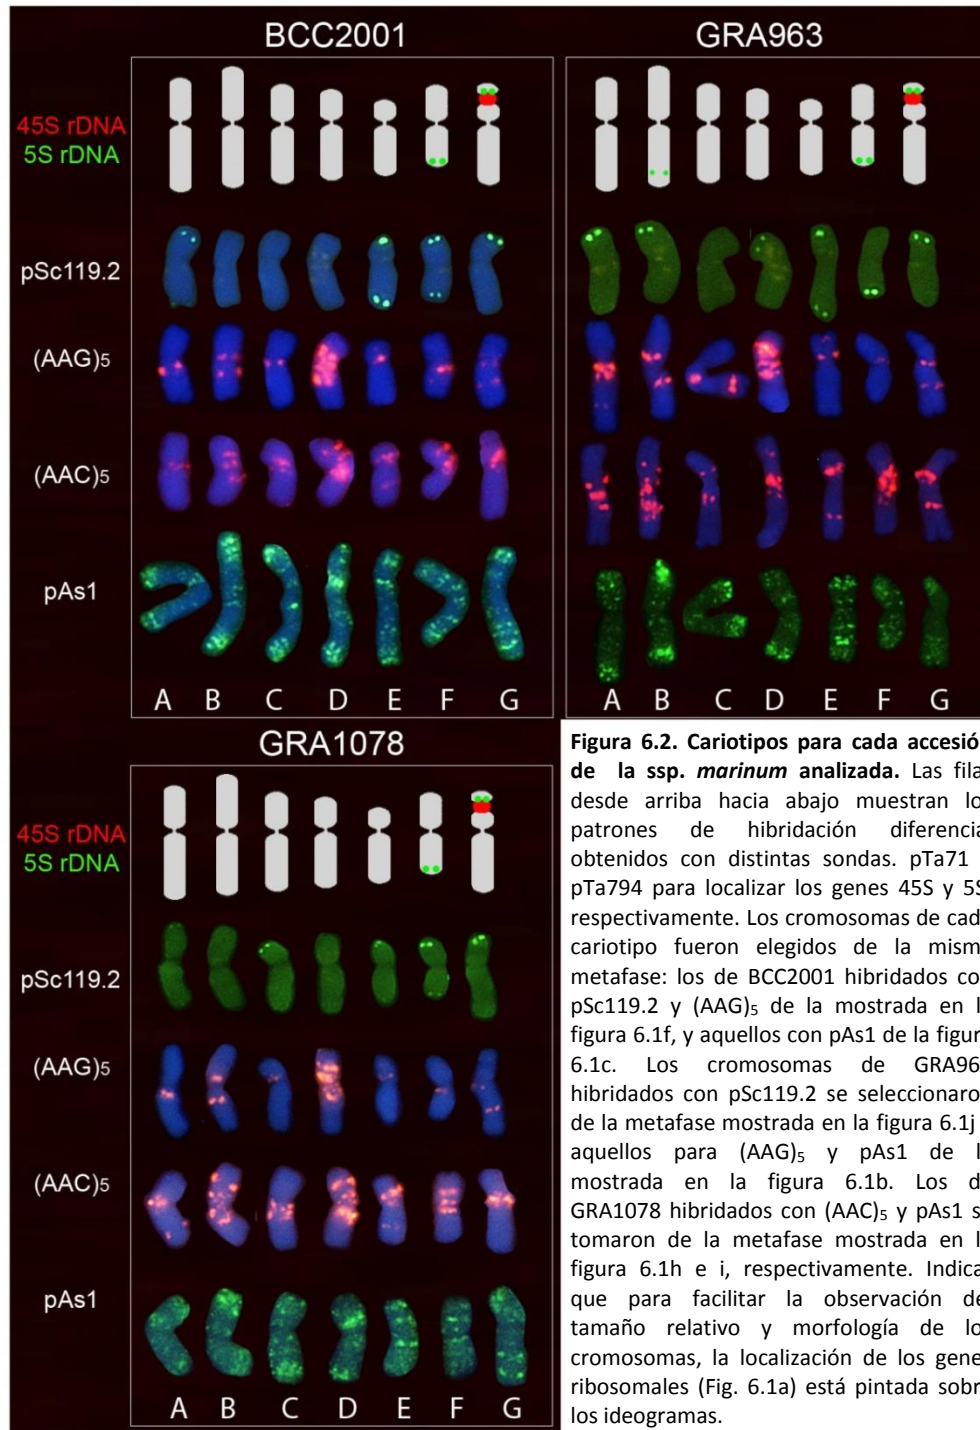 BCC2001
GRA963
45S rDNA
5S rDNA
pSc119.2
(AAG)5
(AAC)5
pAs1
A B C D E F G
A B C D E F G
GRA1078
45S rDNA
5S rDNA
pSc119.2
(AAG)5
(AAC)5
pAs1
A B C D E F G
Figura 6.2. Cariotipos para cada accesió
de la ssp. marinum analizada. Las fila
desde arriba hacia abajo muestran lo
patrones de hibridación diferencia
obtenidos con distintas sondas. pTa71
pTa794 para localizar los genes 45S y 5S
respectivamente. Los cromosomas de cad
cariotipo fueron elegidos de la mism
metafase: los de BCC2001 hibridados co
pSc119.2 y (AAG)5 de la mostrada en l
figura 6.1f, y aquellos con pAs1 de la figur
6.1c. Los cromosomas de GRA96
hibridados con pSc119.2 se seleccionaro
de la metafase mostrada en la figura 6.1j
aquellos para (AAG)5 y pAs1 de l
mostrada en la figura 6.1b. Los d
GRA1078 hibridados con (AAC)5 y pAs1 s
tomaron de la metafase mostrada en l
figura 6.1h e i, respectivamente. Indica
que para facilitar la observación de
tamaño relativo y morfología de lo
cromosomas, la localización de los gene
ribosomales (Fig. 6.1a) está pintada sobr
los ideogramas.